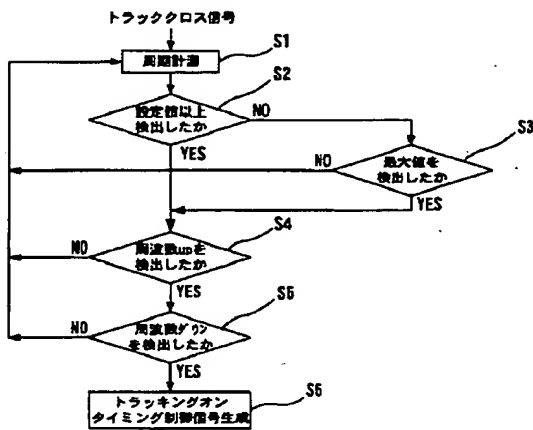 トラッククロス信号
S1
周期計測
S2
設定値以上
検出したか
NO
YES
S3
最大値を
検出したか
NO
YES
S4
周波数upを
検出したか
NO
YES
S5
周波数ダウン
を検出したか
NO
YES
S6
トラッキングオン
タイミング制御信号生成